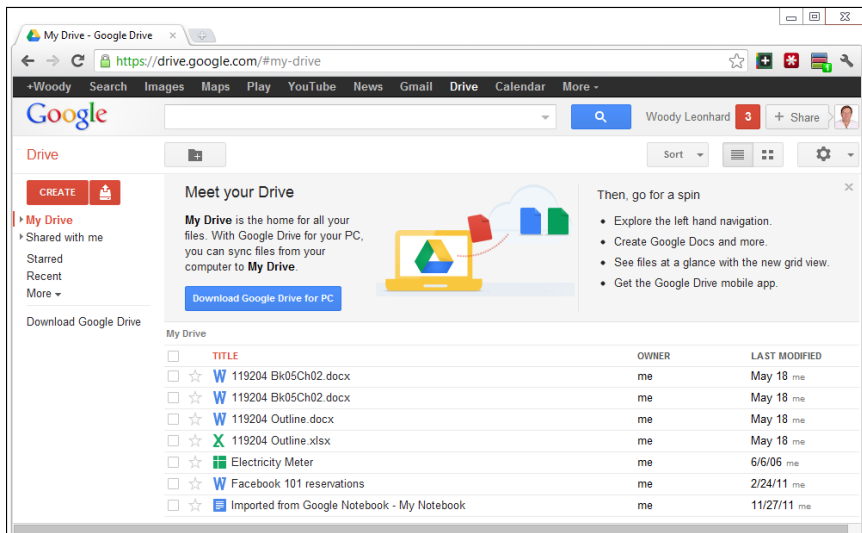 My Drive - Google Drive
https://drive.google.com/#my-drive
+Woody Search Images Maps Play YouTube News Gmail Drive Calendar More
Google
Woody Leonhard 3 + Share
Drive
Sort
CREATE
My Drive
Shared with me
Starred
Recent
More
Download Google Drive
Meet your Drive
My Drive is the home for all your
files. With Google Drive for your PC,
you can sync files from your
computer to My Drive.
Download Google Drive for PC
Then, go for a spin
• Explore the left hand navigation.
• Create Google Docs and more.
• See files at a glance with the new grid view.
• Get the Google Drive mobile app.
My Drive
TITLE OWNER LAST MODIFIED
W 119204 Bk05Ch02.docx me May 18 me
W 119204 Bk05Ch02.docx me May 18 me
W 119204 Outline.docx me May 18 me
X 119204 Outline.xlsx me May 18 me
Electricity Meter me 6/6/06 me
W Facebook 101 reservations me 2/24/11 me
Imported from Google Notebook - My Notebook me 11/27/11 me